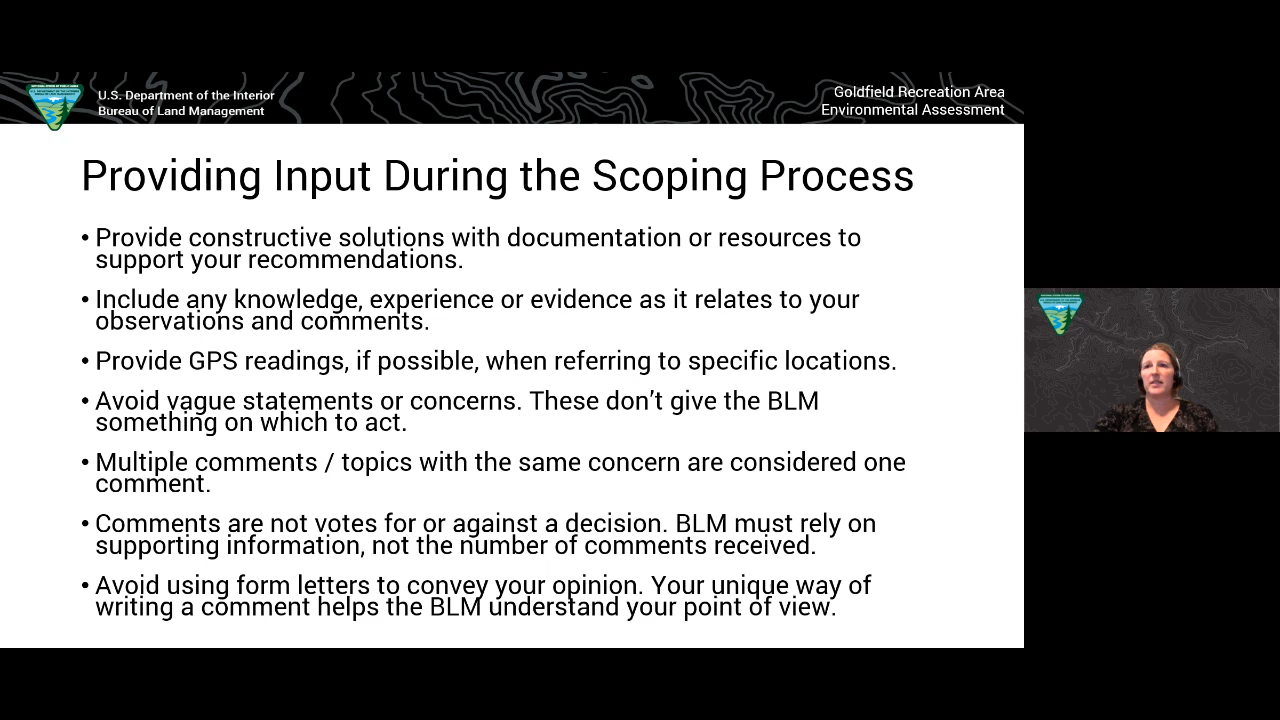 U.S. Department of the Interior
Bureau of Land Management
Goldfield Recreation Area
Environmental Assessment
Providing Input During the Scoping Process
• Provide constructive solutions with documentation or resources to
support your recommendations.
• Include any knowledge, experience or evidence as it relates to your
observations and comments.
• Provide GPS readings, if possible, when referring to specific locations.
• Avoid vague statements or concerns. These don’t give the BLM
something on which to act.
• Multiple comments / topics with the same concern are considered one
comment.
• Comments are not votes for or against a decision. BLM must rely on
supporting information, not the number of comments received.
• Avoid using form letters to convey your opinion. Your unique way of
writing a comment helps the BLM understand your point of view.